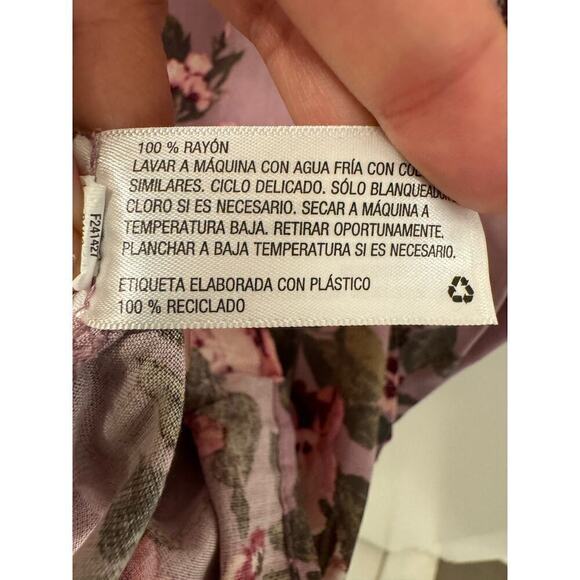 100 % RAYÓN
LAVAR A MÁQUINA CON AGUA FRÍA CON
SIMILARES. CICLO DELICADO. SÓLO BLANQUEADOR
CLORO SI ES NECESARIO. SECAR A MÁQUINA A
TEMPERATURA BAJA. RETIRAR OPORTUNAMENTE.
PLANCHAR A BAJA TEMPERATURA SI ES NECESARIO.
ETIQUETA ELABORADA CON PLÁSTICO
100 % RECICLADO
F241427